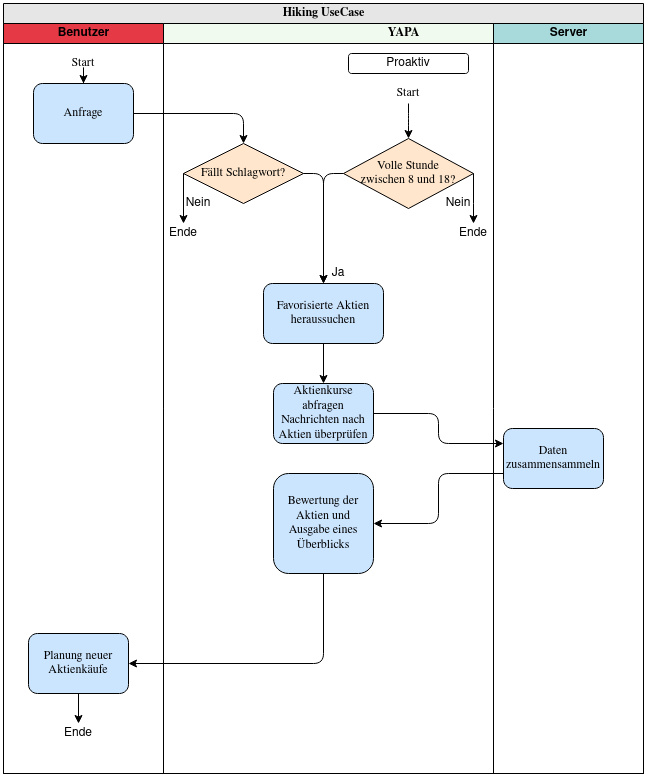 Hiking UseCase
Benutzer
YAPA
Server
Start
Proaktiv
Start
Anfrage
Fällt Schlagwort?
Volle Stunde
zwischen 8 und 18?
Nein
Nein
Ende
Ende
Ja
Favorisierte Aktien
heraussuchen
Aktienkurse
abfragen
Nachrichten nach
Aktien überprüfen
Daten
zusammensammeln
Bewertung der
Aktien und
Ausgabe eines
Überblicks
Planung neuer
Aktienkäufe
Ende